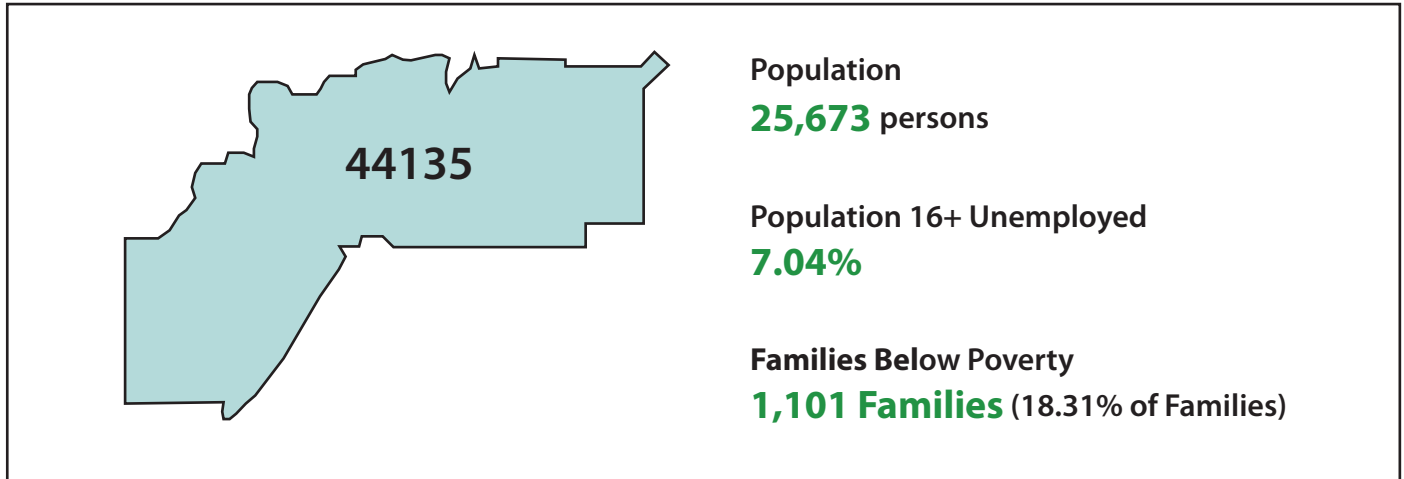 44135
Population
25,673 persons
Population 16+ Unemployed
7.04%
Families Below Poverty
1,101 Families (18.31% of Families)